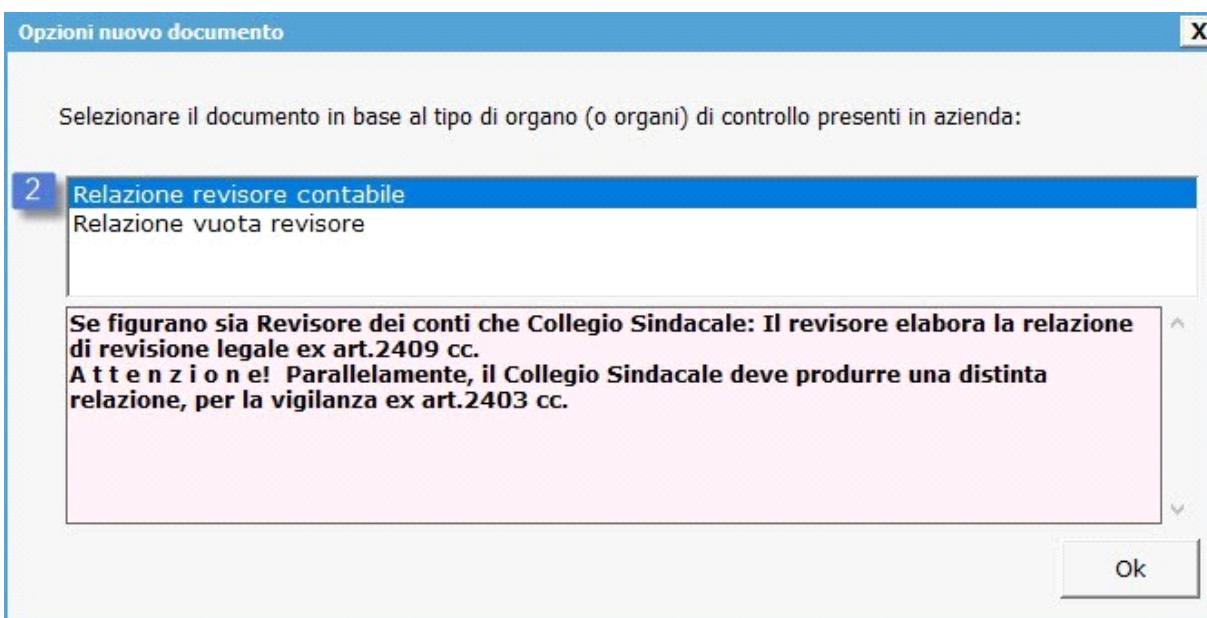 Opzioni nuovo documento
X
Selezionare il documento in base al tipo di organo (o organi) di controllo presenti in azienda:
2
Relazione revisore contabile
Relazione vuota revisore
Se figurano sia Revisore dei conti che Collegio Sindacale: Il revisore elabora la relazione
di revisione legale ex art.2409 cc.
A t t e n z i o n e! Parallelamente, il Collegio Sindacale deve produrre una distinta
relazione, per la vigilanza ex art.2403 cc.
Ok